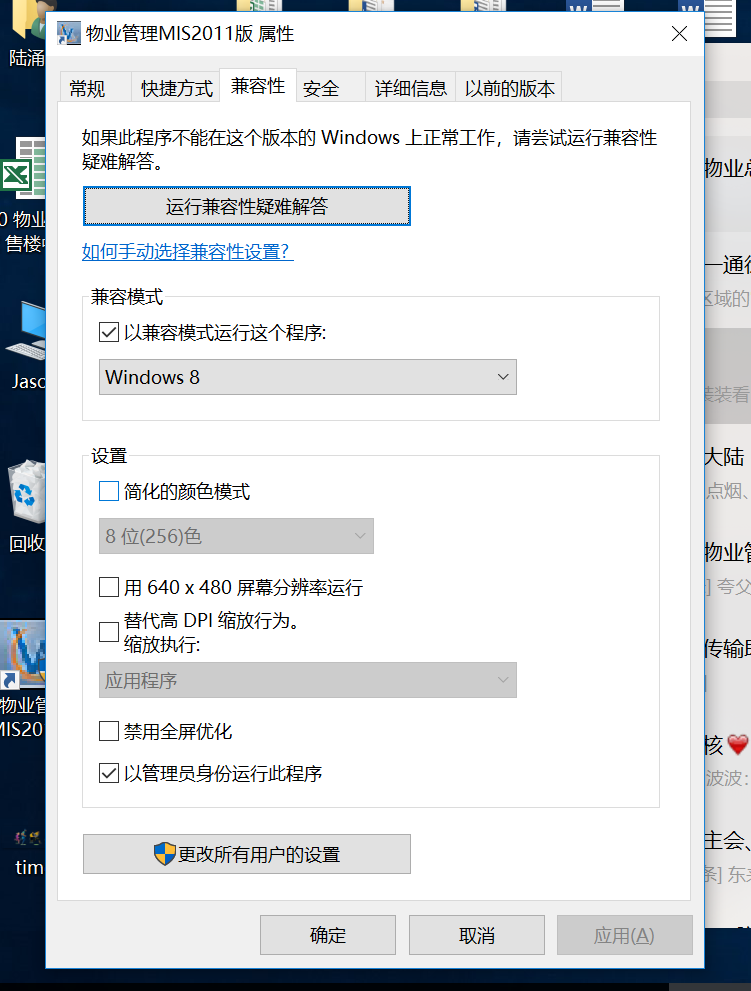 物业管理MIS2011版 属性
常规
快捷方式
兼容性
安全
详细信息
以前的版本
如果此程序不能在这个版本的 Windows 上正常工作，请尝试运行兼容性
疑难解答。
运行兼容性疑难解答
如何手动选择兼容性设置?
兼容模式
以兼容模式运行这个程序:
Windows 8
设置
简化的颜色模式
8 位(256)色
用 640 x 480 屏幕分辨率运行
替代高 DPI 缩放行为。
缩放执行:
应用程序
禁用全屏优化
以管理员身份运行此程序
更改所有用户的设置
确定
取消
应用(A)
陆涌
0 物业
售楼
Jaso
回收
物业管
MIS20
tim
物业总
一通
区域的
装装看
大陆
点烟、
物业管
] 夸父
传输助
核
波波:
主会、
条] 东来